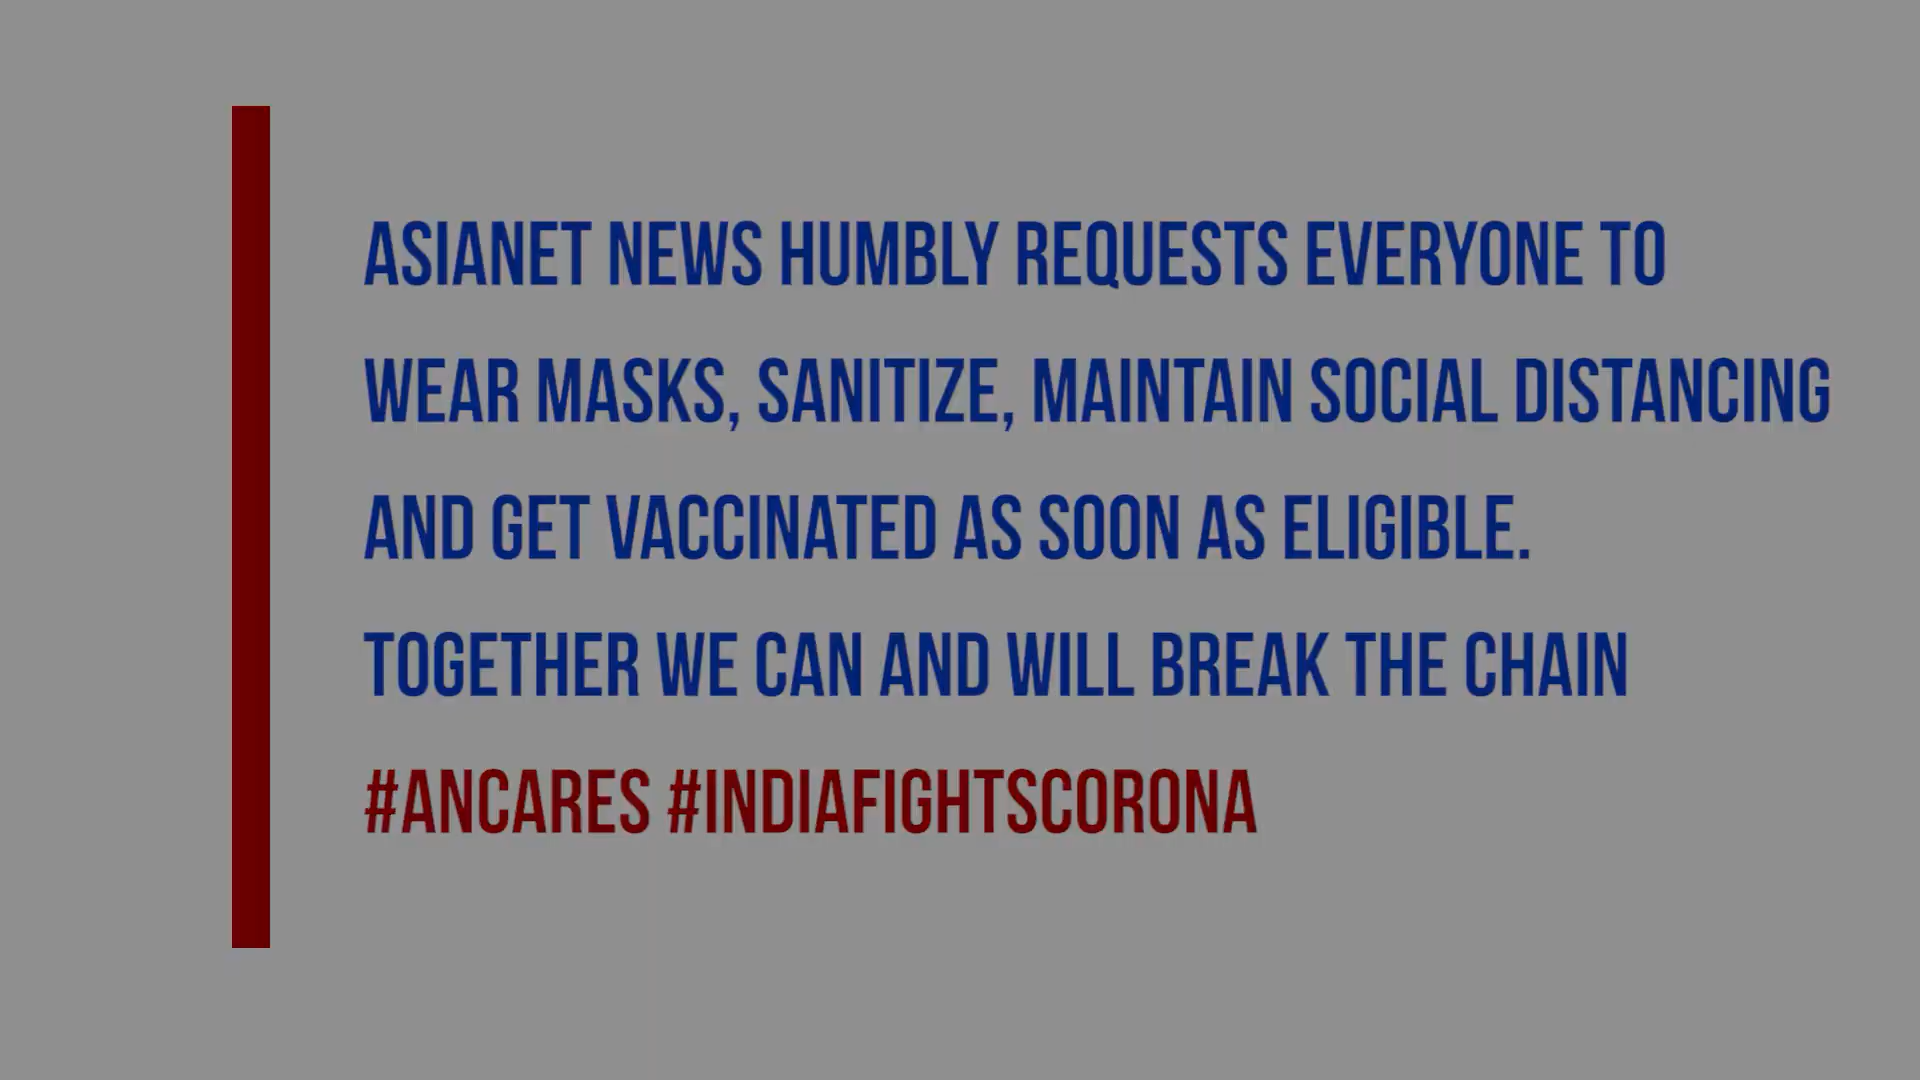 ASIANET NEWS HUMBLY REQUESTS EVERYONE TO
WEAR MASKS, SANITIZE, MAINTAIN SOCIAL DISTANCING
AND GET VACCINATED AS SOON AS ELIGIBLE.
TOGETHER WE CAN AND WILL BREAK THE CHAIN
#ANCARES #INDIAFIGHTSCORONA